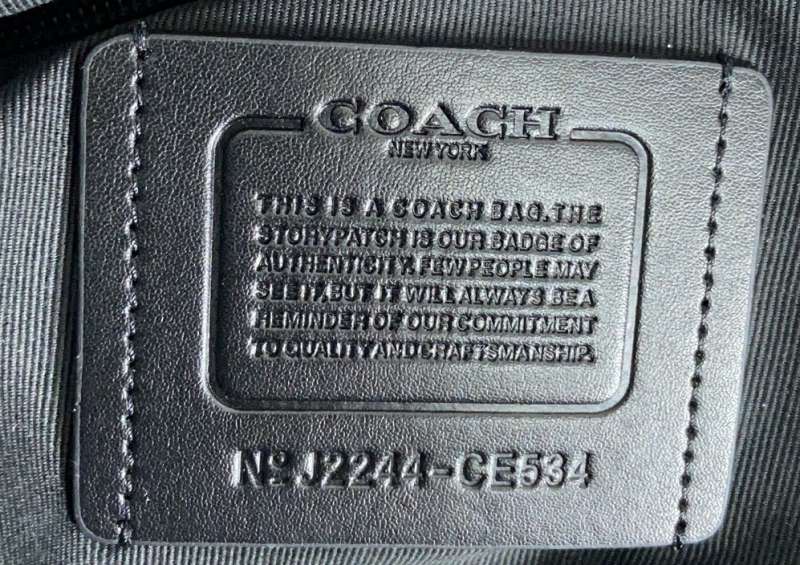 COACH
NEW YORK
THIS IS A COACH BAG. THE
STORYPATCH IS OUR BADGE OF
AUTHENTICITY. FEW PEOPLE MAY
SEE IT, BUT IT WILL ALWAYS BE A
REMINDER OF OUR COMMITMENT
TO QUALITY AND CRAFTSMANSHIP.
Nº J2244-CE534